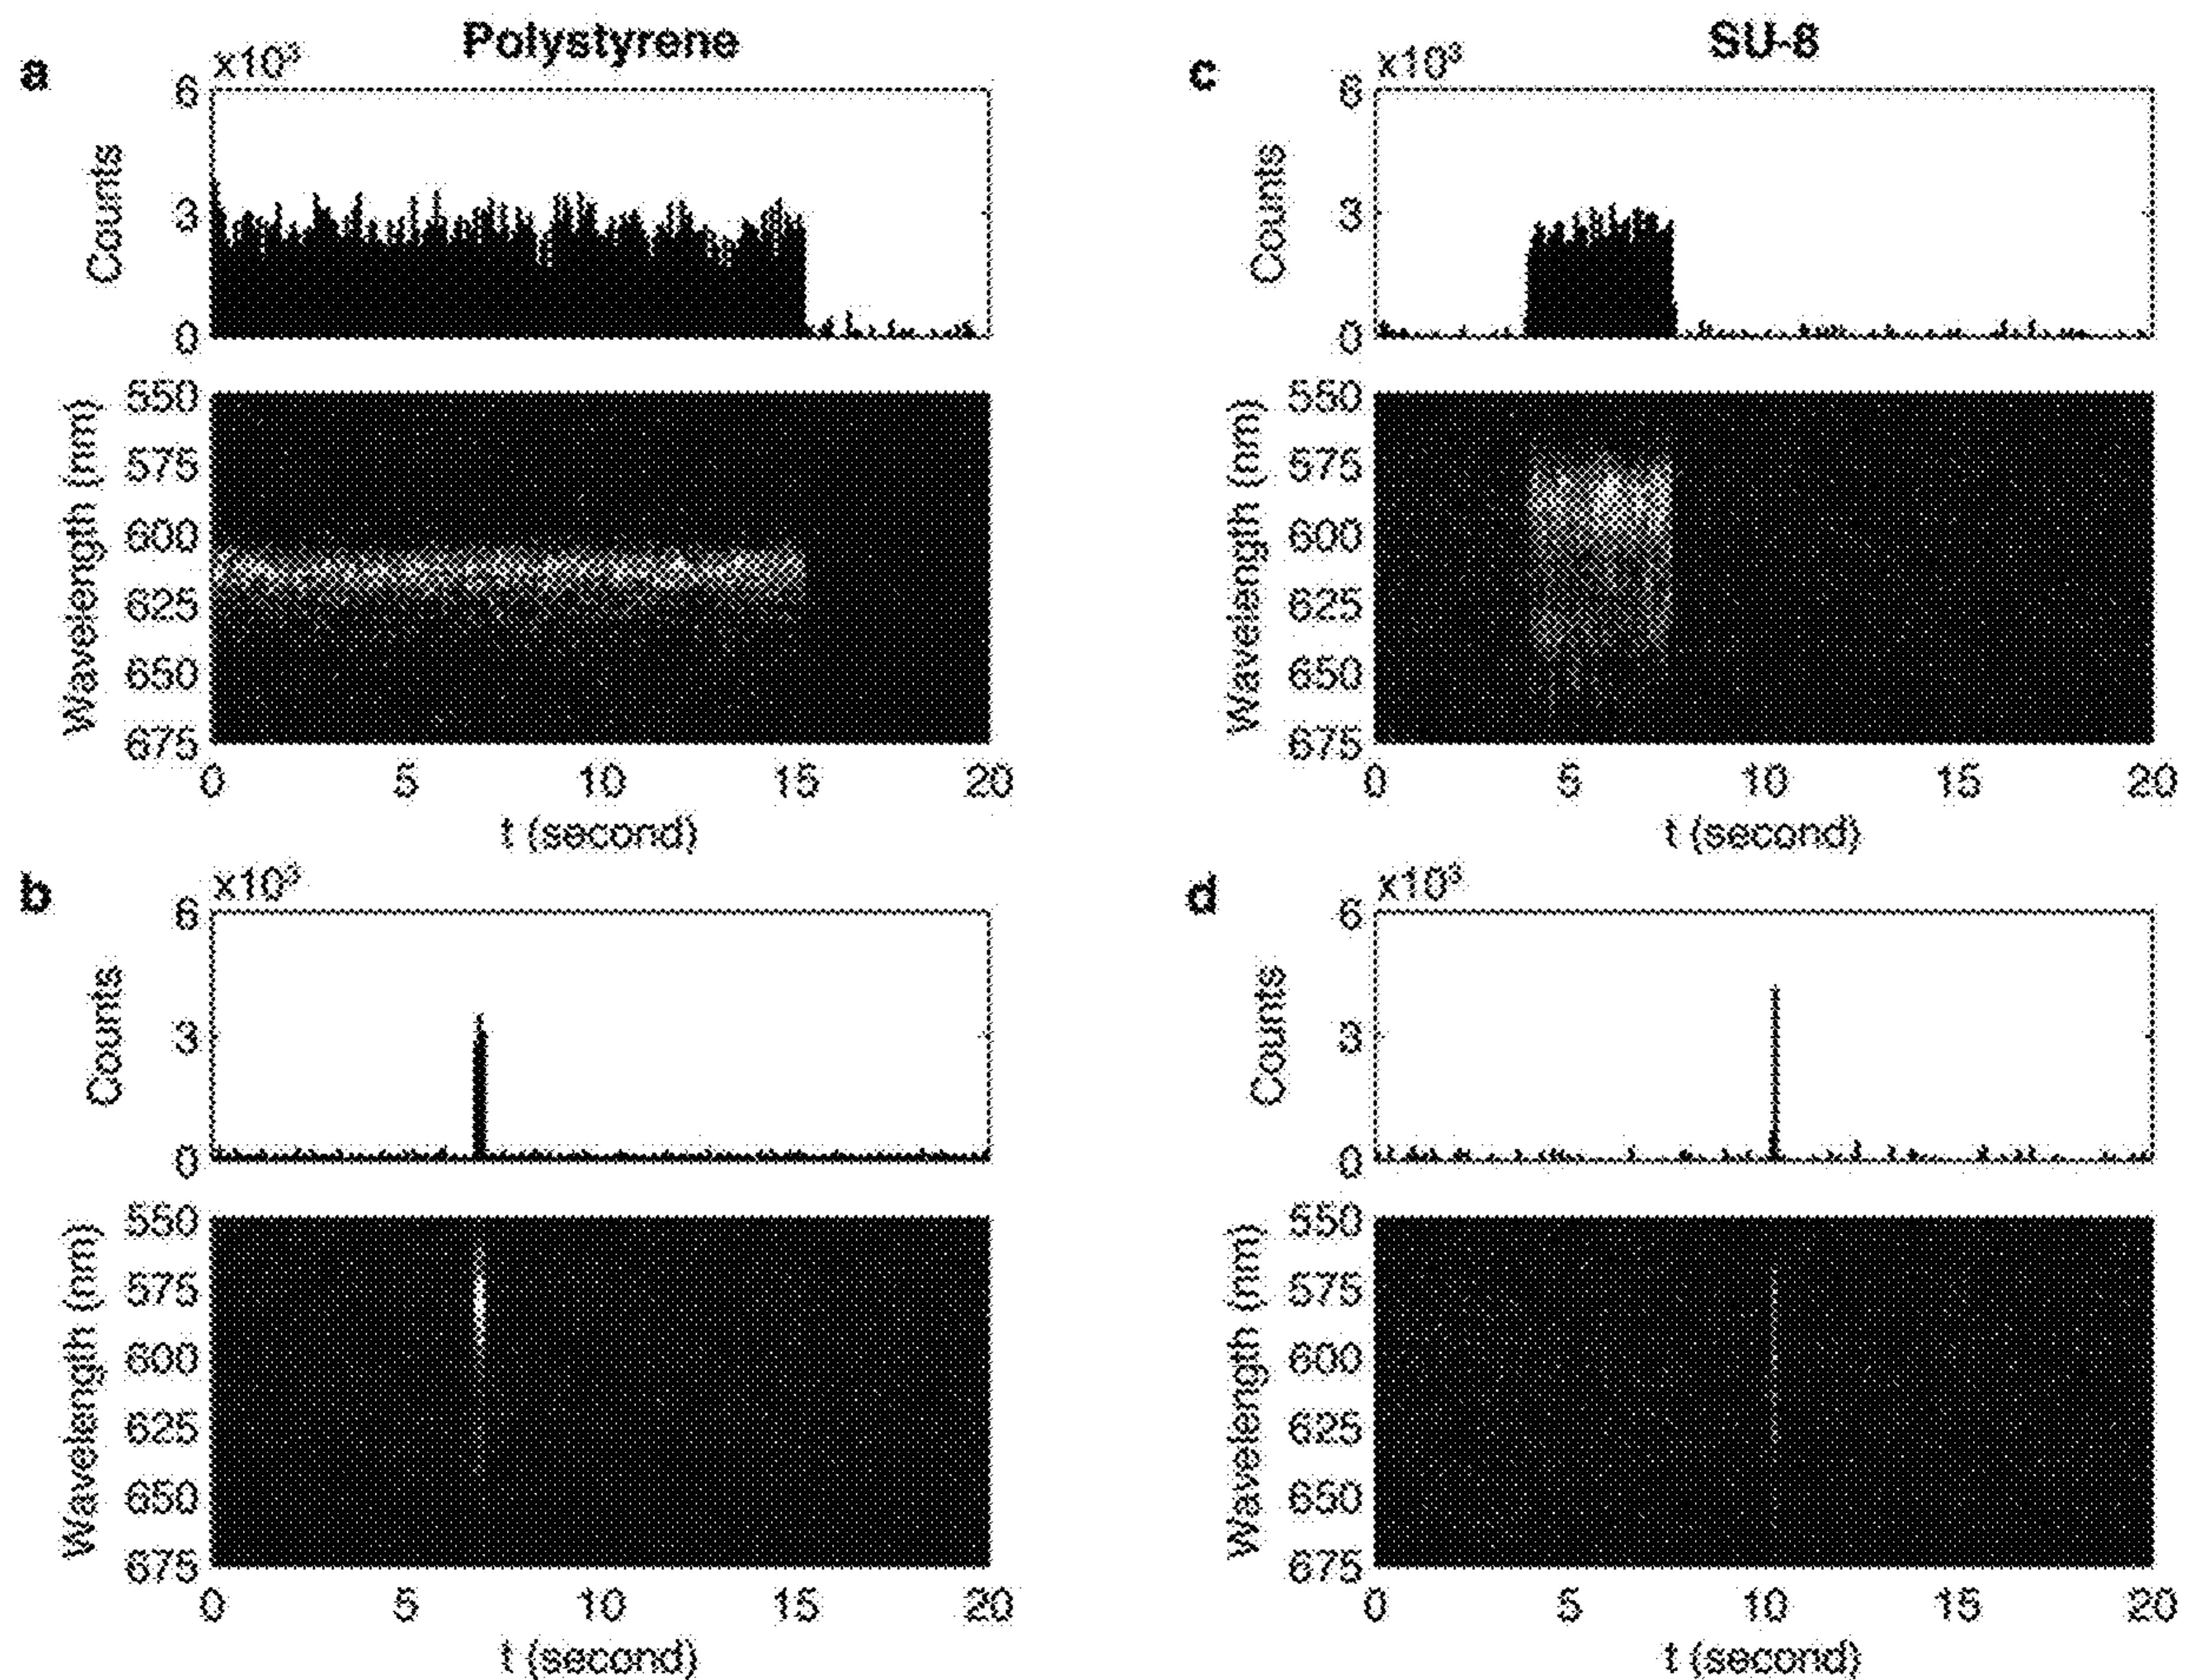 Polystyrene
a
x10³
6
Counts
3
0
550
575
600
625
650
675
Wavelength (nm)
0 5 10 15 20
t (second)
b
x10³
6
Counts
3
0
550
575
600
625
650
675
Wavelength (nm)
0 5 10 15 20
t (second)
SU-8
c
x10³
6
Counts
3
0
550
575
600
625
650
675
Wavelength (nm)
0 5 10 15 20
t (second)
d
x10³
6
Counts
3
0
550
575
600
625
650
675
Wavelength (nm)
0 5 10 15 20
t (second)